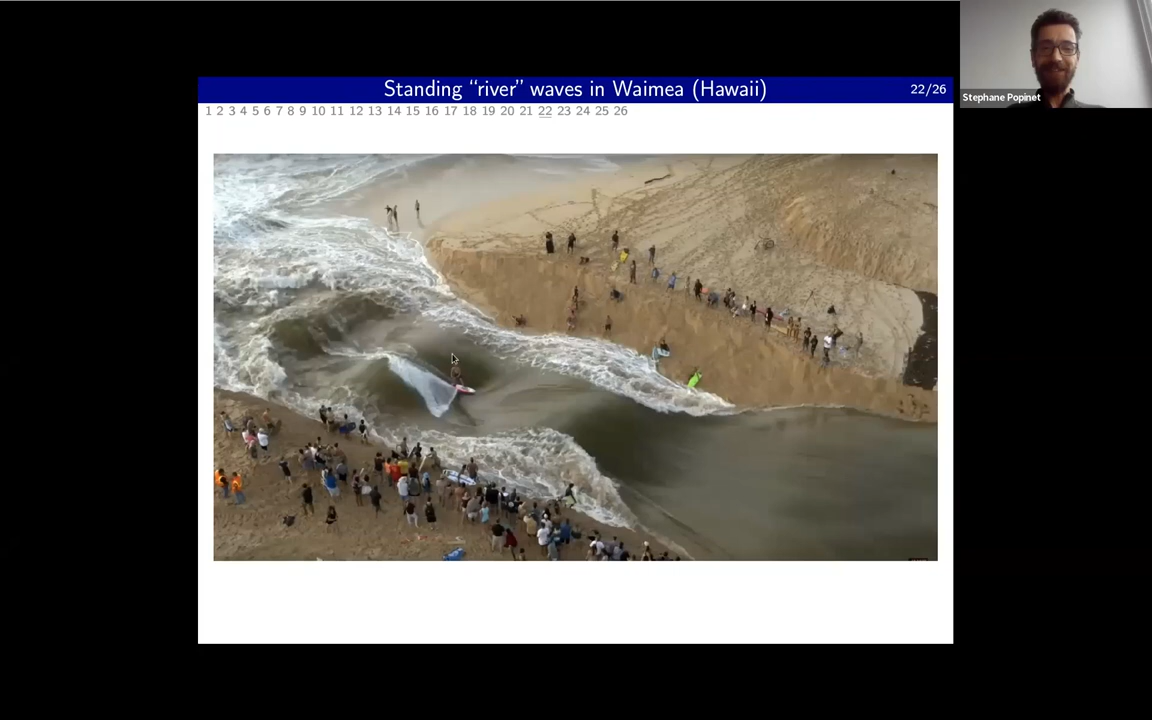 Standing “river” waves in Waimea (Hawaii)
22/26
1 2 3 4 5 6 7 8 9 10 11 12 13 14 15 16 17 18 19 20 21 22 23 24 25 26
Stephane Popinet